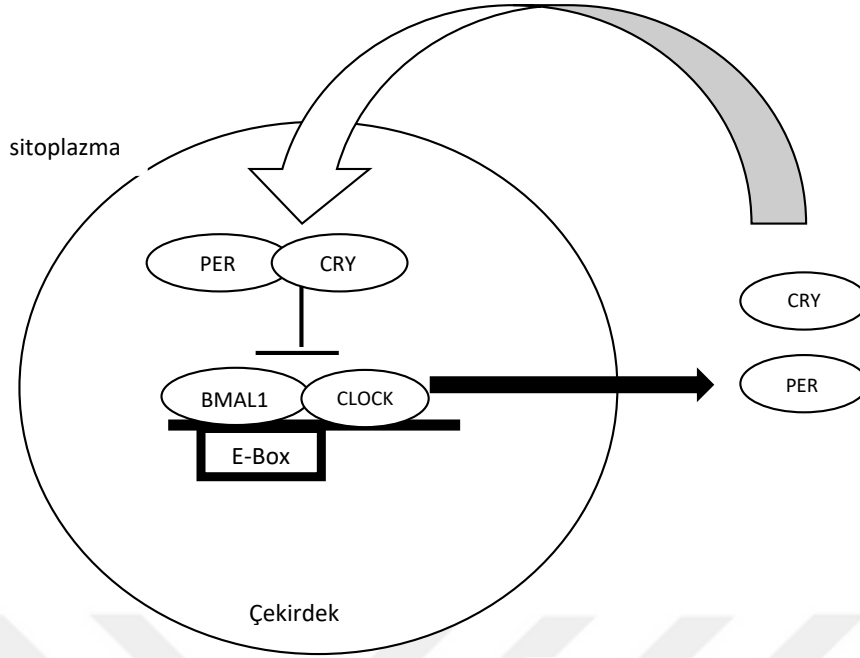 sitoplazma
PER
CRY
CRY
PER
BMAL1
CLOCK
E-Box
Çekirdek